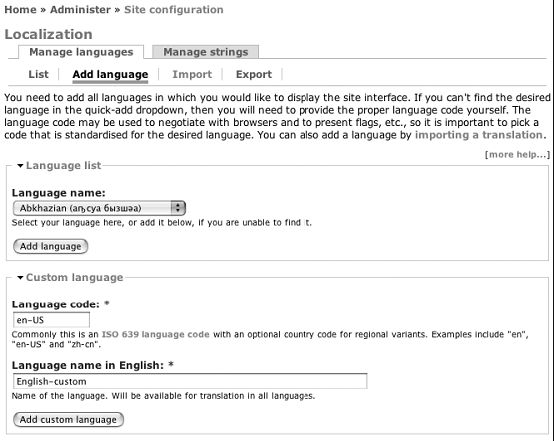 Home » Administer » Site configuration
Localization
Manage languages Manage strings
List Add language Import Export
You need to add all languages in which you would like to display the site interface. If you can't find the desired
language in the quick-add dropdown, then you will need to provide the proper language code yourself. The
language code may be used to negotiate with browsers and to present flags, etc., so it is important to pick a
code that is standardised for the desired language. You can also add a language by importing a translation.
[more help...]
Language list
Language name:
Abkhazian (аҧсуа бызшәа)
Select your language here, or add it below, if you are unable to find it.
Add language
Custom language
Language code: *
en-US
Commonly this is an ISO 639 language code with an optional country code for regional variants. Examples include "en",
"en-US" and "zh-cn".
Language name in English: *
English-custom
Name of the language. Will be available for translation in all languages.
Add custom language